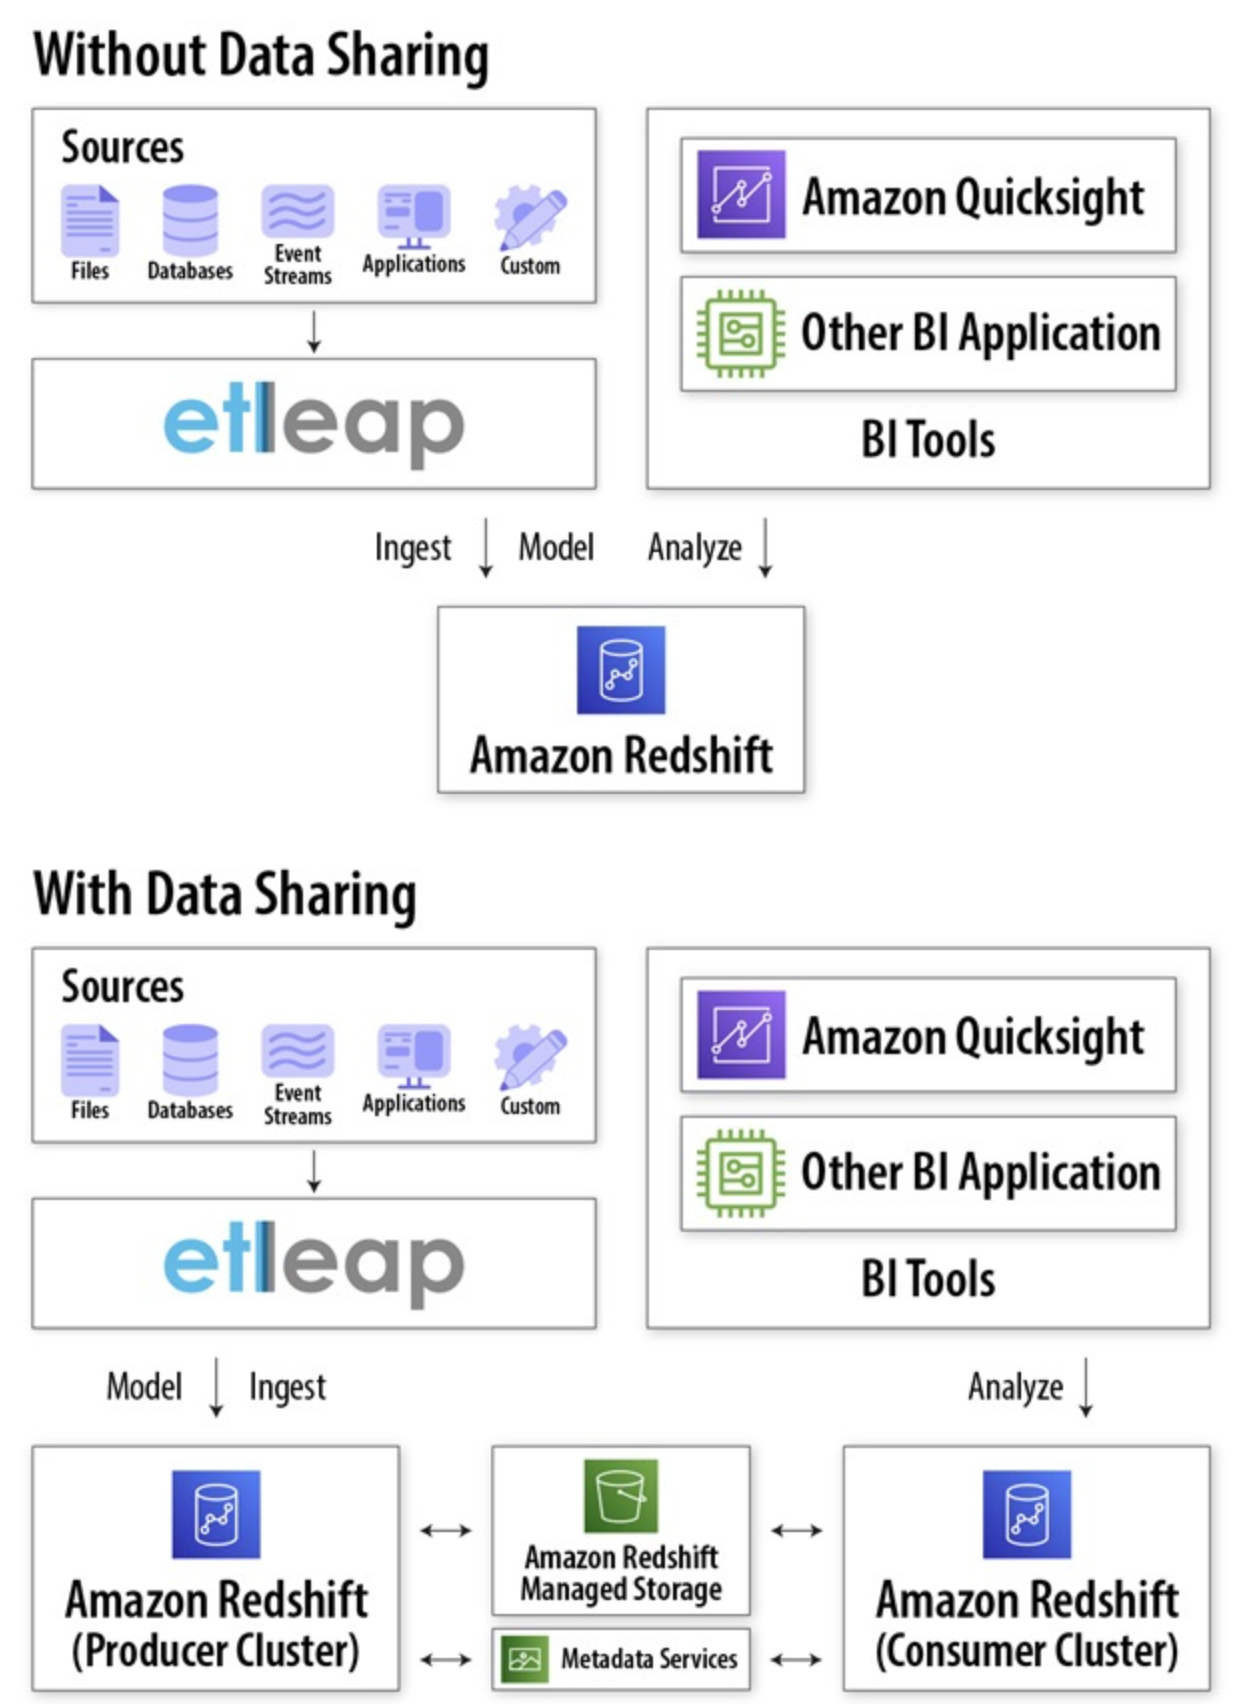 Without Data Sharing
Sources
Files
Databases
Event
Streams
Applications
Custom
etleap
Amazon Quicksight
Other BI Application
BI Tools
Ingest
Model
Analyze
Amazon Redshift
With Data Sharing
Sources
Files
Databases
Event
Streams
Applications
Custom
etleap
Amazon Quicksight
Other BI Application
BI Tools
Model
Ingest
Analyze
Amazon Redshift
(Producer Cluster)
Amazon Redshift
Managed Storage
Metadata Services
Amazon Redshift
(Consumer Cluster)